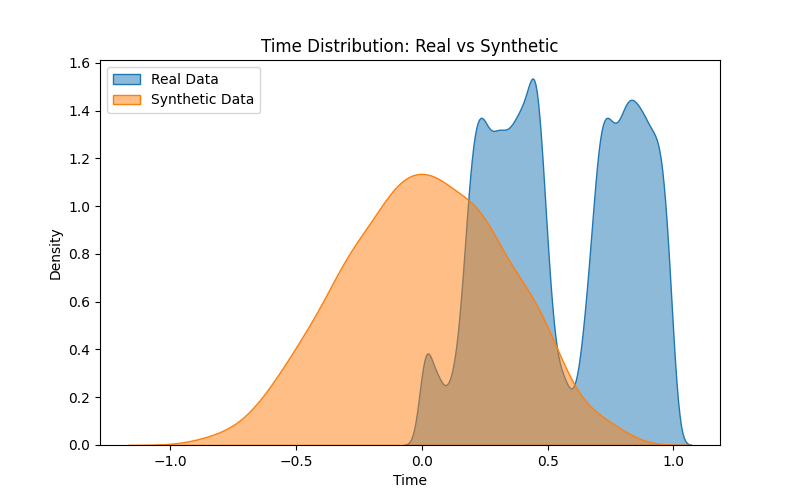 Time Distribution: Real vs Synthetic
Real Data
Synthetic Data
1.6
1.4
1.2
1.0
0.8
0.6
0.4
0.2
0.0
Density
−1.0 −0.5 0.0 0.5 1.0
Time